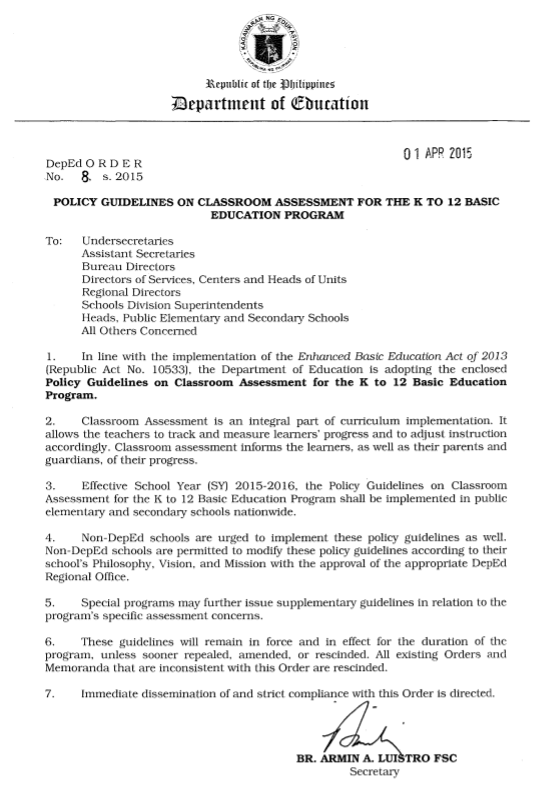 KAGAWARAN NG EDUKASYON
REPUBLIKA NG PILIPINAS
Republic of the Philippines
Department of Education
01 APR 2015
DepEd O R D E R
No. 8 s. 2015
POLICY GUIDELINES ON CLASSROOM ASSESSMENT FOR THE K TO 12 BASIC
EDUCATION PROGRAM
To: Undersecretaries
Assistant Secretaries
Bureau Directors
Directors of Services, Centers and Heads of Units
Regional Directors
Schools Division Superintendents
Heads, Public Elementary and Secondary Schools
All Others Concerned
1. In line with the implementation of the Enhanced Basic Education Act of 2013
(Republic Act No. 10533), the Department of Education is adopting the enclosed
Policy Guidelines on Classroom Assessment for the K to 12 Basic Education
Program.
2. Classroom Assessment is an integral part of curriculum implementation. It
allows the teachers to track and measure learners' progress and to adjust instruction
accordingly. Classroom assessment informs the learners, as well as their parents and
guardians, of their progress.
3. Effective School Year (SY) 2015-2016, the Policy Guidelines on Classroom
Assessment for the K to 12 Basic Education Program shall be implemented in public
elementary and secondary schools nationwide.
4. Non-DepEd schools are urged to implement these policy guidelines as well.
Non-DepEd schools are permitted to modify these policy guidelines according to their
school's Philosophy, Vision, and Mission with the approval of the appropriate DepEd
Regional Office.
5. Special programs may further issue supplementary guidelines in relation to the
program's specific assessment concerns.
6. These guidelines will remain in force and in effect for the duration of the
program, unless sooner repealed, amended, or rescinded. All existing Orders and
Memoranda that are inconsistent with this Order are rescinded.
7. Immediate dissemination of and strict compliance with this Order is directed.
BR. ARMIN A. LUISTRO FSC
Secretary